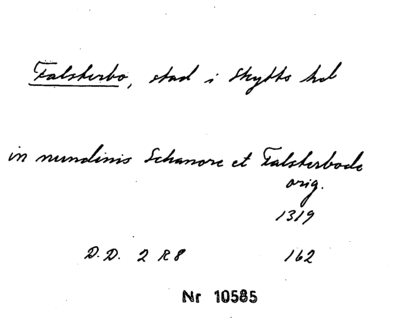 Falsterbo, stad i Skytts hd
in nundinis Schanore et Falsterbode
orig.
1319
D.D. 2 R8 162
Nr 10585